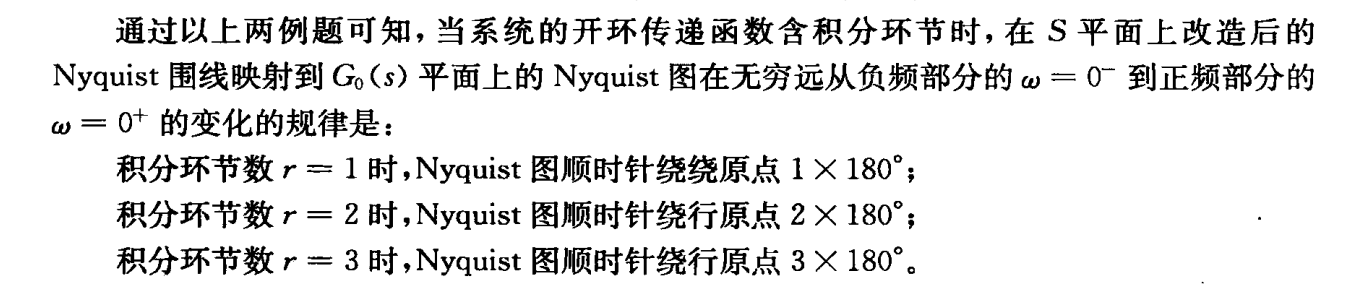 通过以上两例题可知,当系统的开环传递函数含积分环节时,在 S 平面上改造后的
Nyquist 围线映射到 G₀(s) 平面上的 Nyquist 图在无穷远从负频部分的 ω = 0⁻ 到正频部分的
ω = 0⁺ 的变化的规律是:
积分环节数 r = 1 时,Nyquist 图顺时针绕绕原点 1×180°;
积分环节数 r = 2 时,Nyquist 图顺时针绕行原点 2×180°;
积分环节数 r = 3 时,Nyquist 图顺时针绕行原点 3×180°。